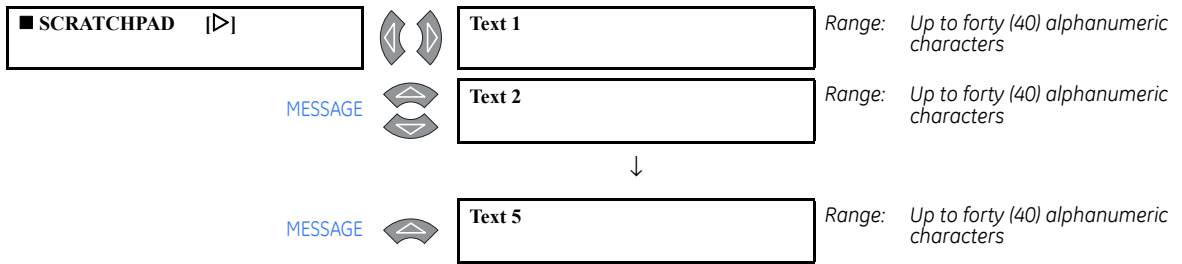 ■ SCRATCHPAD [▷]
Text 1
Range: Up to forty (40) alphanumeric
characters
MESSAGE
Text 2
Range: Up to forty (40) alphanumeric
characters
↓
MESSAGE
Text 5
Range: Up to forty (40) alphanumeric
characters